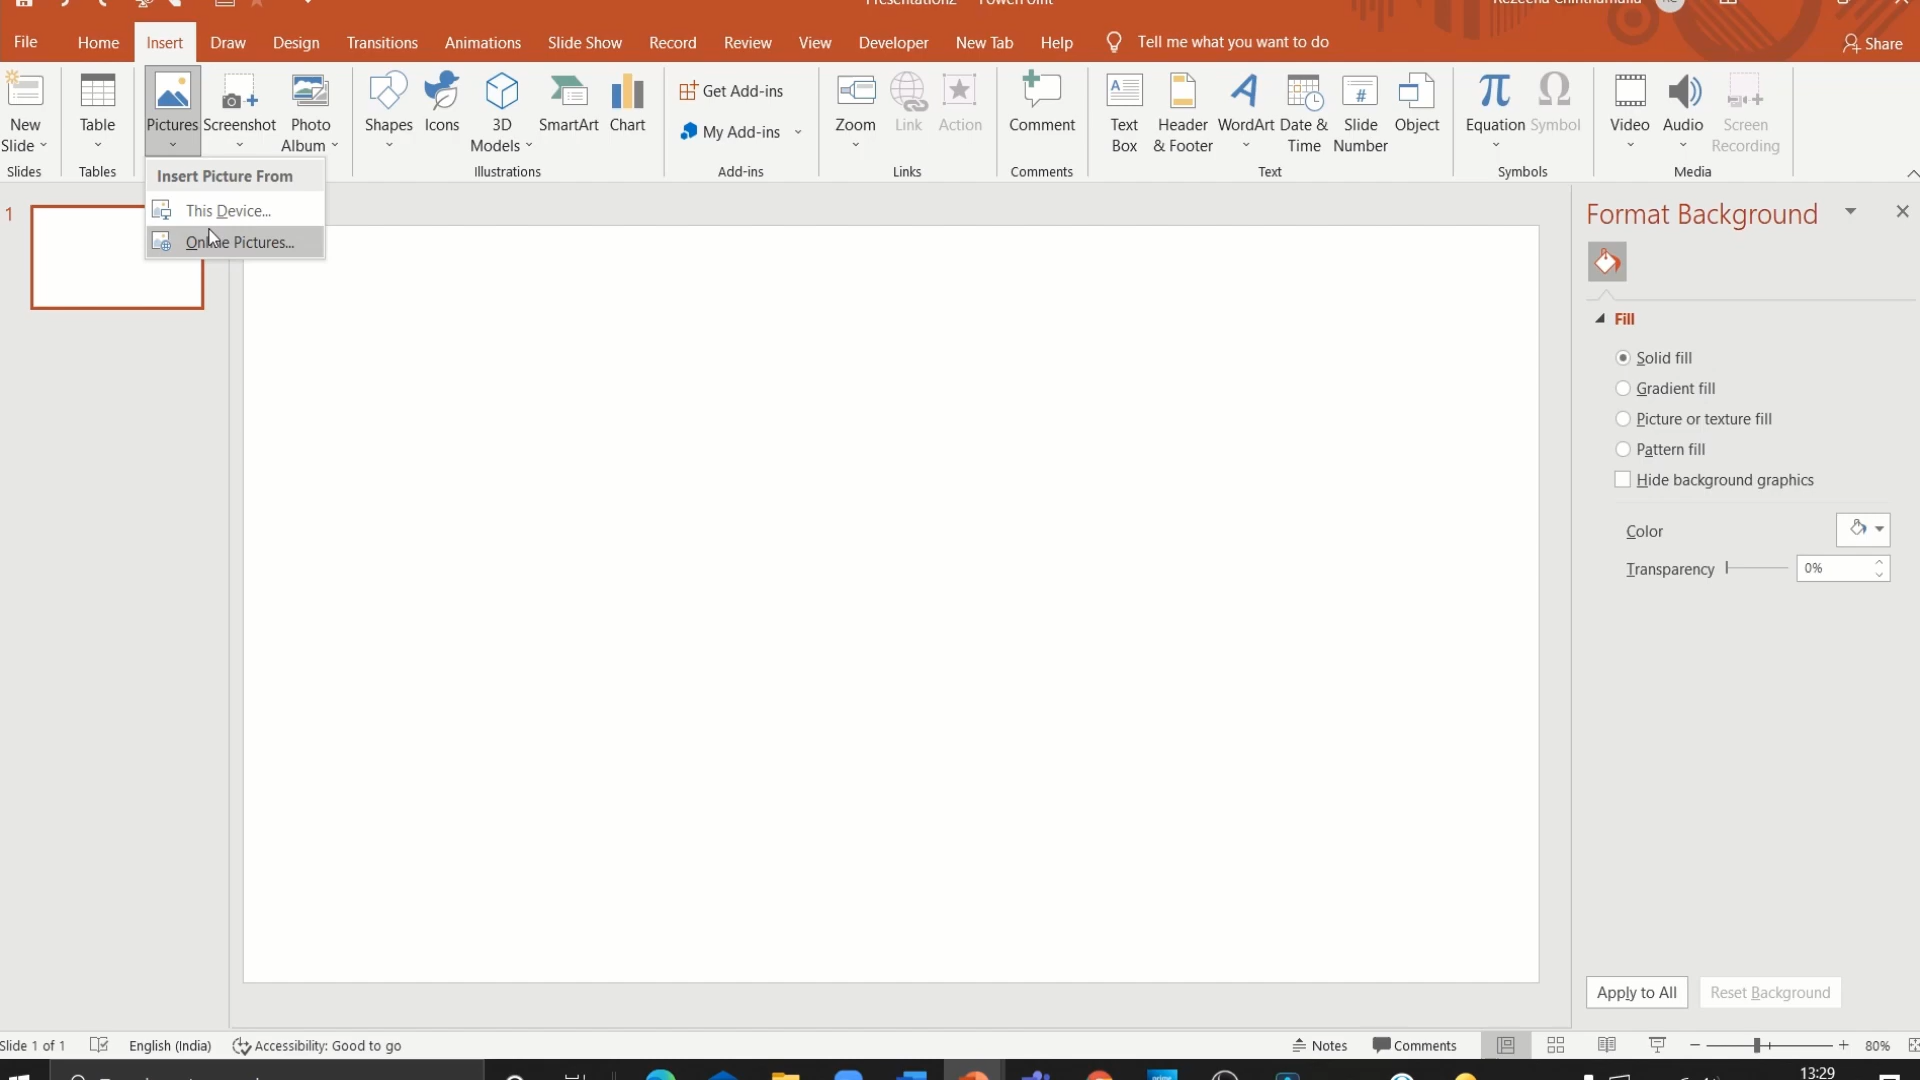 File Home Insert Draw Design Transitions Animations Slide Show Record Review View Developer New Tab Help Tell me what you want to do Share
New Slide
Table
Pictures
Screenshot
Photo Album
Shapes
Icons
3D Models
SmartArt
Chart
Get Add-ins
My Add-ins
Zoom
Link
Action
Comment
Text Box
Header & Footer
WordArt
Date & Time
Slide Number
Object
Equation
Symbol
Video
Audio
Screen Recording
Slides Tables Illustrations Add-ins Links Comments Text Symbols Media
Insert Picture From
This Device...
Online Pictures...
1
Format Background
Fill
Solid fill
Gradient fill
Picture or texture fill
Pattern fill
Hide background graphics
Color
Transparency 0%
Apply to All Reset Background
Slide 1 of 1 English (India) Accessibility: Good to go Notes Comments 80%
13:29